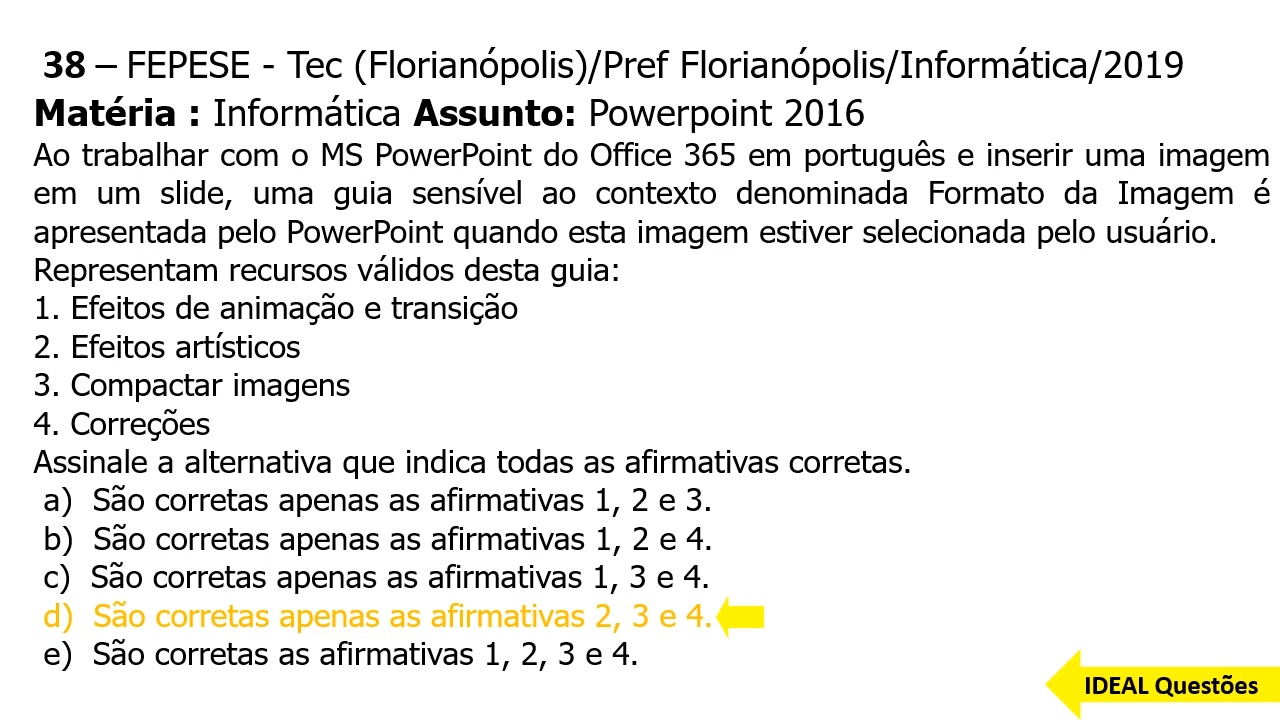 38 – FEPESE - Tec (Florianópolis)/Pref Florianópolis/Informática/2019
Matéria : Informática Assunto: Powerpoint 2016
Ao trabalhar com o MS PowerPoint do Office 365 em português e inserir uma imagem
em um slide, uma guia sensível ao contexto denominada Formato da Imagem é
apresentada pelo PowerPoint quando esta imagem estiver selecionada pelo usuário.
Representam recursos válidos desta guia:
1. Efeitos de animação e transição
2. Efeitos artísticos
3. Compactar imagens
4. Correções
Assinale a alternativa que indica todas as afirmativas corretas.
a) São corretas apenas as afirmativas 1, 2 e 3.
b) São corretas apenas as afirmativas 1, 2 e 4.
c) São corretas apenas as afirmativas 1, 3 e 4.
d) São corretas apenas as afirmativas 2, 3 e 4.
e) São corretas as afirmativas 1, 2, 3 e 4.
IDEAL Questões